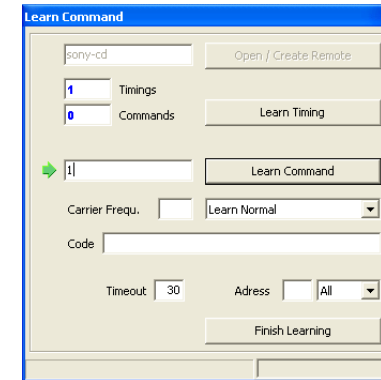 Learn Command
sony-cd Open / Create Remote
1 Timings
0 Commands Learn Timing
1 Learn Command
Carrier Frequ. Learn Normal
Code
Timeout 30 Adress All
Finish Learning